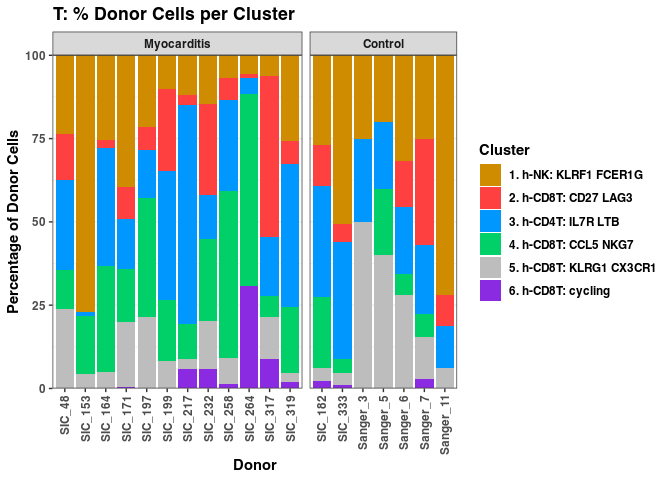 T: % Donor Cells per Cluster
Myocarditis
Control
Percentage of Donor Cells
100
75
50
25
0
SIC_48
SIC_153
SIC_164
SIC_171
SIC_197
SIC_199
SIC_217
SIC_232
SIC_258
SIC_264
SIC_317
SIC_319
SIC_182
SIC_333
Sanger_3
Sanger_5
Sanger_6
Sanger_7
Sanger_11
Donor
Cluster
1. h-NK: KLRF1 FCER1G
2. h-CD8T: CD27 LAG3
3. h-CD4T: IL7R LTB
4. h-CD8T: CCL5 NKG7
5. h-CD8T: KLRG1 CX3CR1
6. h-CD8T: cycling